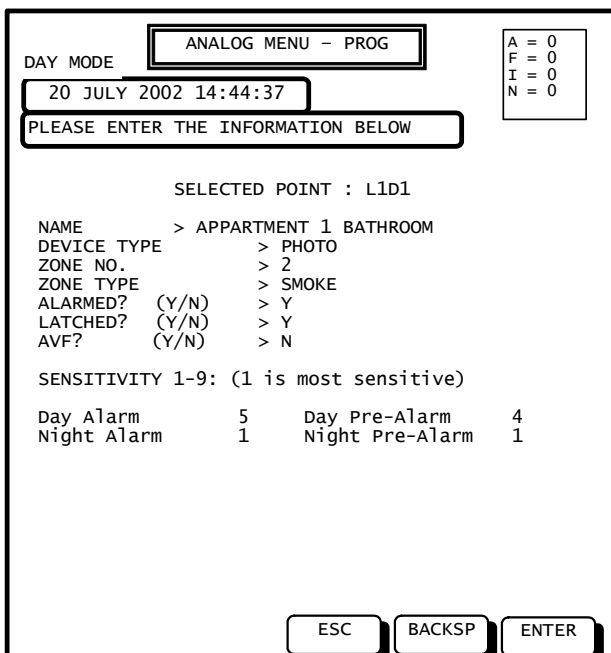 ANALOG MENU – PROG
DAY MODE
A = 0
F = 0
I = 0
N = 0
20 JULY 2002 14:44:37
PLEASE ENTER THE INFORMATION BELOW
SELECTED POINT : L1D1
NAME > APPARTMENT 1 BATHROOM
DEVICE TYPE > PHOTO
ZONE NO. > 2
ZONE TYPE > SMOKE
ALARMED? (Y/N) > Y
LATCHED? (Y/N) > Y
AVF? (Y/N) > N
SENSITIVITY 1-9: (1 is most sensitive)
Day Alarm 5 Day Pre-Alarm 4
Night Alarm 1 Night Pre-Alarm 1
ESC BACKSP ENTER